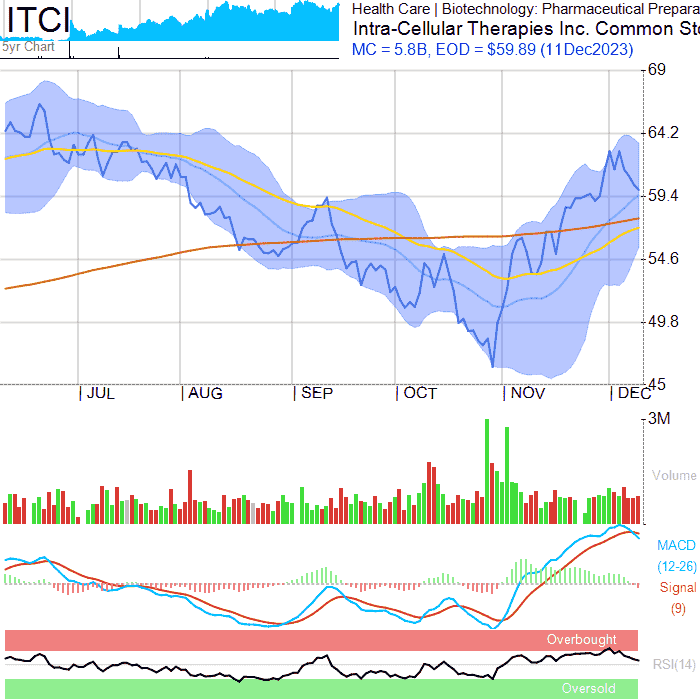 ITCI
5yr Chart
Health Care | Biotechnology: Pharmaceutical Prepara
Intra-Cellular Therapies Inc. Common Sto
MC = 5.8B, EOD = $59.89 (11Dec2023)
69
64.2
59.4
54.6
49.8
45
| JUL | AUG | SEP | OCT | NOV | DEC
3M
Volume
MACD
(12-26)
Signal
(9)
Overbought
RSI(14)
Oversold